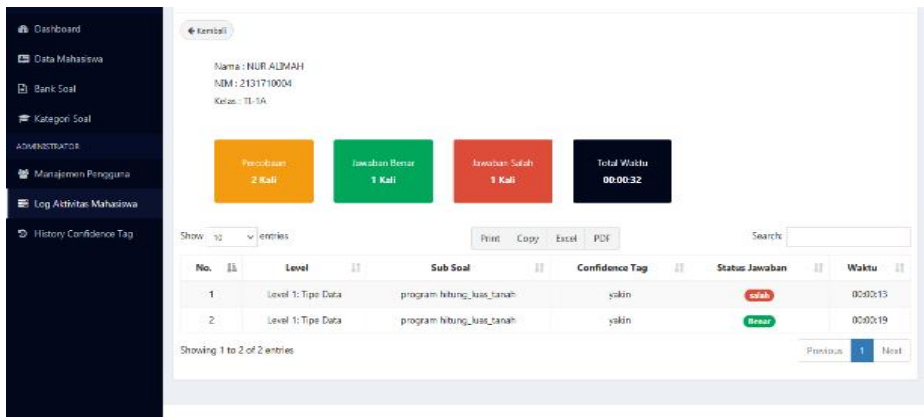 Dashboard
Data Mahasiswa
Bank Soal
Kategori Soal
ADMINISTRATOR
Manajemen Pengguna
Log Aktivitas Mahasiswa
History Confidence Tag
Kembali
Nama : NUR ALIMAH
NIM : 2131710004
Kelas : TI-1A
Percobaan
2 Kali
Jawaban Benar
1 Kali
Jawaban Salah
1 Kali
Total Waktu
00:00:32
Show 10 entries
Print Copy Excel PDF
Search:
No. Level Sub Soal Confidence Tag Status Jawaban Waktu
1 Level 1: Tipe Data program hitung_luas_tanah yakin salah 00:00:13
2 Level 1: Tipe Data program hitung_luas_tanah yakin Benar 00:00:19
Showing 1 to 2 of 2 entries
Previous 1 Next